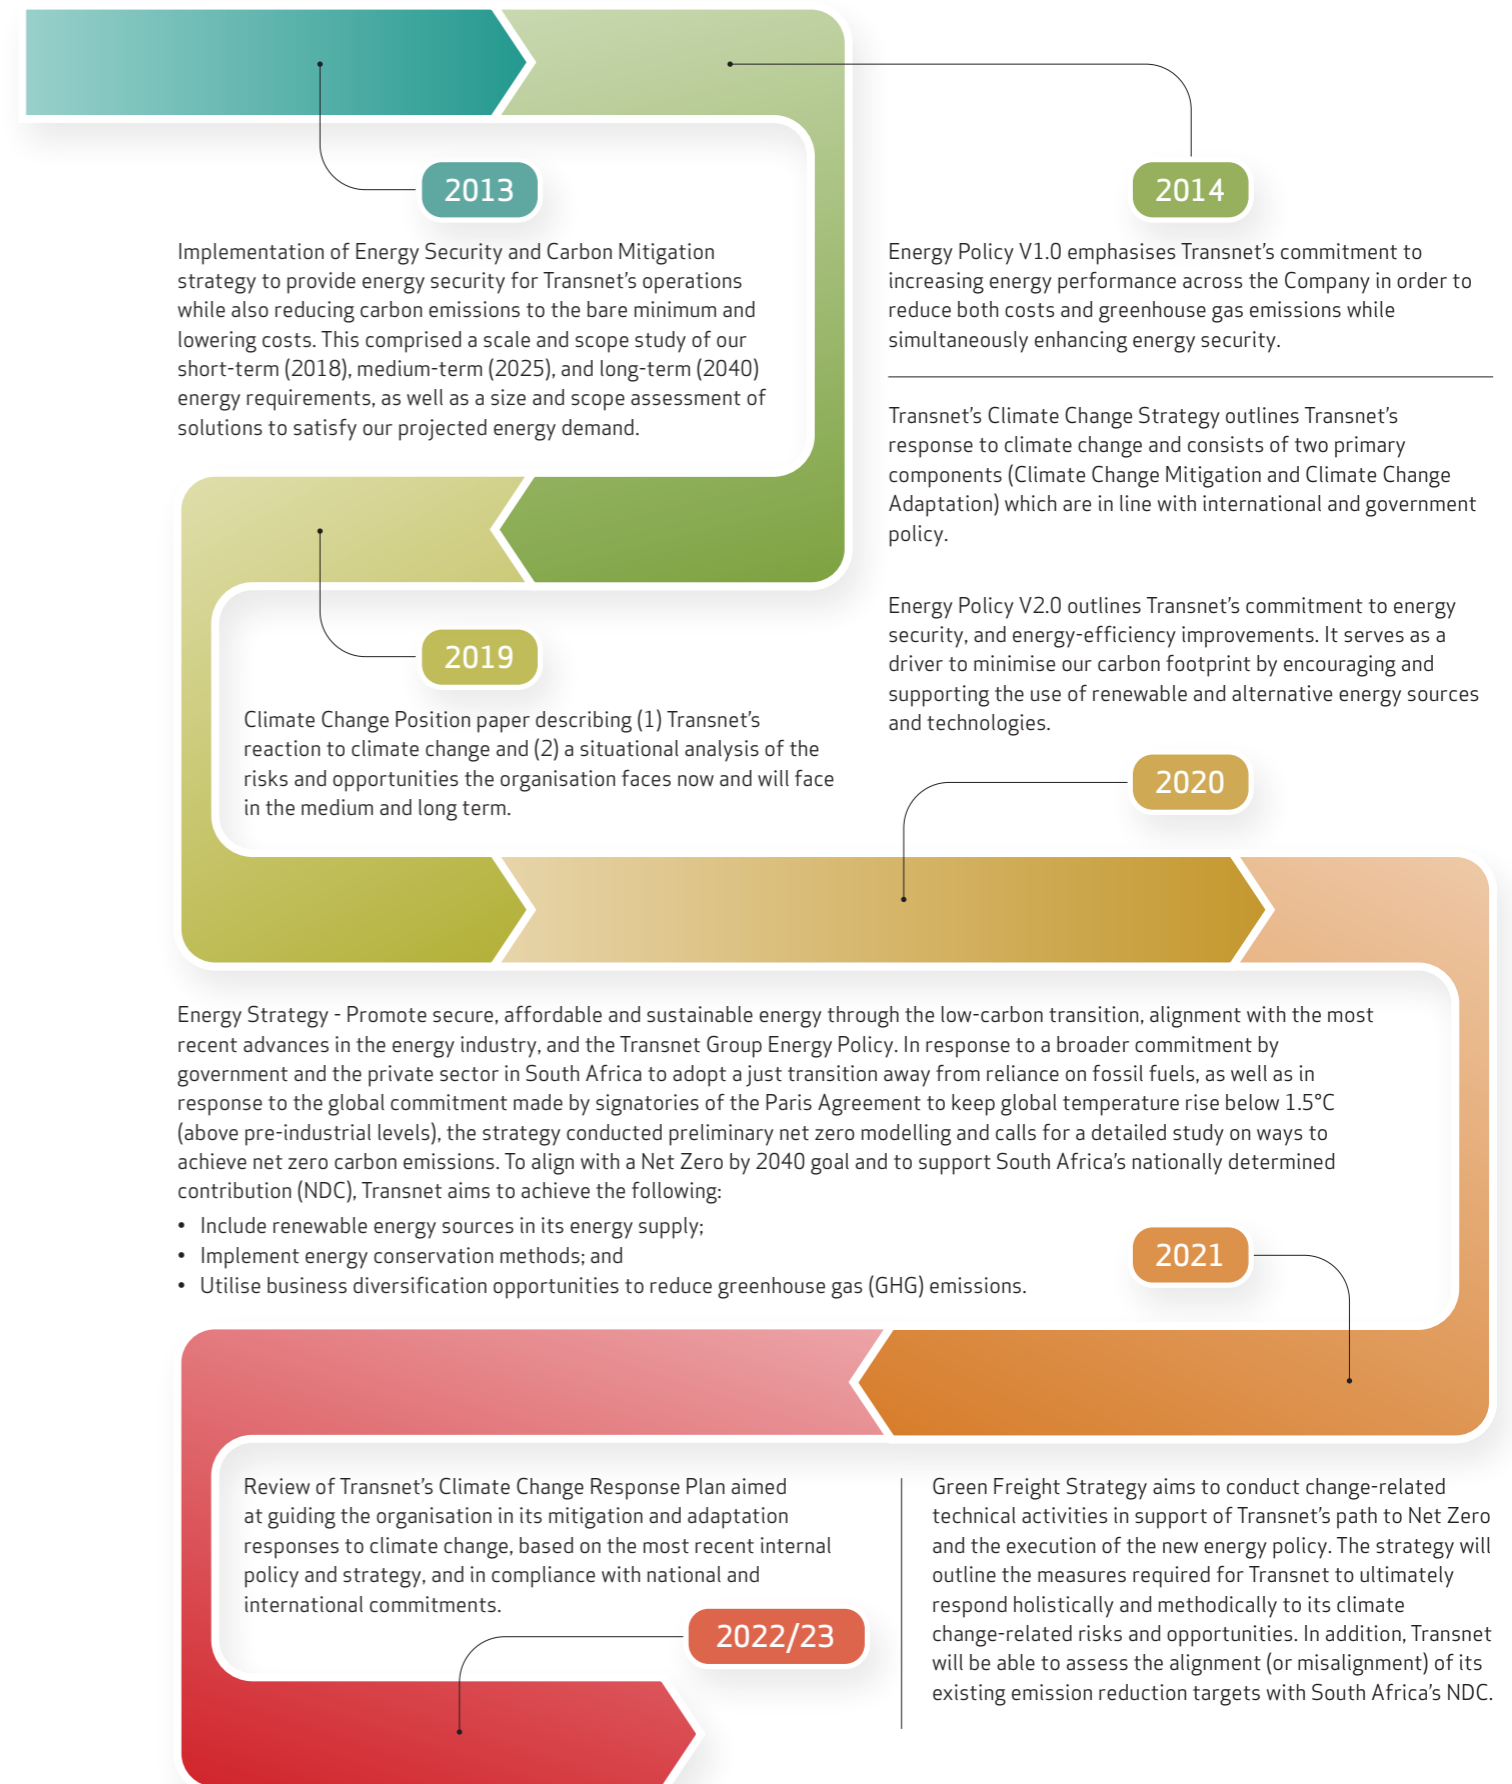 2013
Implementation of Energy Security and Carbon Mitigation
strategy to provide energy security for Transnet’s operations
while also reducing carbon emissions to the bare minimum and
lowering costs. This comprised a scale and scope study of our
short-term (2018), medium-term (2025), and long-term (2040)
energy requirements, as well as a size and scope assessment of
solutions to satisfy our projected energy demand.
2014
Energy Policy V1.0 emphasises Transnet’s commitment to
increasing energy performance across the Company in order to
reduce both costs and greenhouse gas emissions while
simultaneously enhancing energy security.
Transnet’s Climate Change Strategy outlines Transnet’s
response to climate change and consists of two primary
components (Climate Change Mitigation and Climate Change
Adaptation) which are in line with international and government
policy.
2019
Climate Change Position paper describing (1) Transnet’s
reaction to climate change and (2) a situational analysis of the
risks and opportunities the organisation faces now and will face
in the medium and long term.
Energy Policy V2.0 outlines Transnet’s commitment to energy
security, and energy-efficiency improvements. It serves as a
driver to minimise our carbon footprint by encouraging and
supporting the use of renewable and alternative energy sources
and technologies.
2020
Energy Strategy - Promote secure, affordable and sustainable energy through the low-carbon transition, alignment with the most
recent advances in the energy industry, and the Transnet Group Energy Policy. In response to a broader commitment by
government and the private sector in South Africa to adopt a just transition away from reliance on fossil fuels, as well as in
response to the global commitment made by signatories of the Paris Agreement to keep global temperature rise below 1.5°C
(above pre-industrial levels), the strategy conducted preliminary net zero modelling and calls for a detailed study on ways to
achieve net zero carbon emissions. To align with a Net Zero by 2040 goal and to support South Africa’s nationally determined
contribution (NDC), Transnet aims to achieve the following:
• Include renewable energy sources in its energy supply;
• Implement energy conservation methods; and
• Utilise business diversification opportunities to reduce greenhouse gas (GHG) emissions.
2021
Review of Transnet’s Climate Change Response Plan aimed
at guiding the organisation in its mitigation and adaptation
responses to climate change, based on the most recent internal
policy and strategy, and in compliance with national and
international commitments.
2022/23
Green Freight Strategy aims to conduct change-related
technical activities in support of Transnet’s path to Net Zero
and the execution of the new energy policy. The strategy will
outline the measures required for Transnet to ultimately
respond holistically and methodically to its climate
change-related risks and opportunities. In addition, Transnet
will be able to assess the alignment (or misalignment) of its
existing emission reduction targets with South Africa’s NDC.